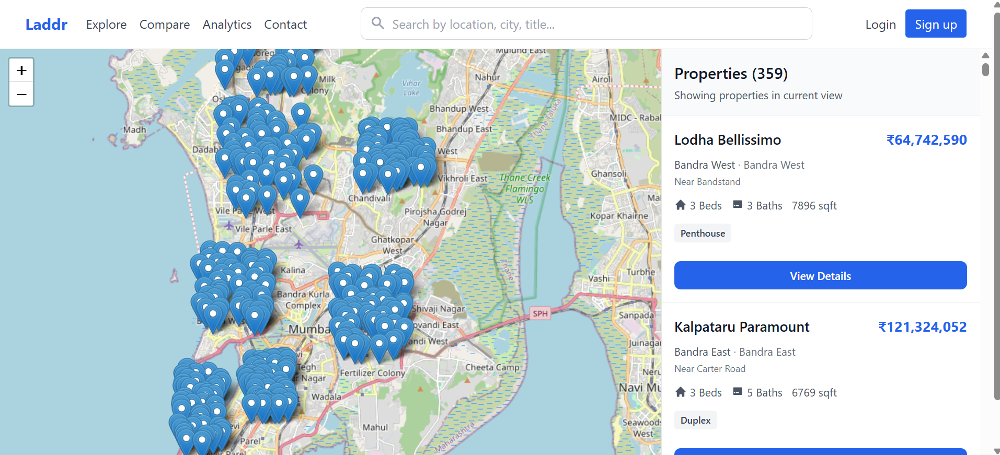 Laddr
Explore
Compare
Analytics
Contact
Search by location, city, title...
Login
Sign up
+
−
Mulund East
Milk
Colony
Vihar
Lake
Nahur
Airoli
Bhandup West
Thane Taluka
MIDC - Rabal
Madh
Bhandup East
West
Vikhroli East
Thane Creek
Flamingo
WLS
Ghansoli
Chandivali
Pirojsha Godrej
Nagar
Kopar Khairne
Vile Parle East
Ghatkopar
West
Thane
Kalina
Turbhe
Vashi
Bandra Kurla
Complex
Shivaji Nagar
SPH
Sanpada
Mumba
ovandi East
andi West
Juinagar
Tegh
ur Nagar
Fertilizer Colony
Cheeta Camp
Neru
Navi Mu
Wadala
Mahul
Maharashtra
Seawoods
West
Parel
Properties (359)
Showing properties in current view
Lodha Bellissimo
₹64,742,590
Bandra West · Bandra West
Near Bandstand
3 Beds
3 Baths
7896 sqft
Penthouse
View Details
Kalpataru Paramount
₹121,324,052
Bandra East · Bandra East
Near Carter Road
3 Beds
5 Baths
6769 sqft
Duplex